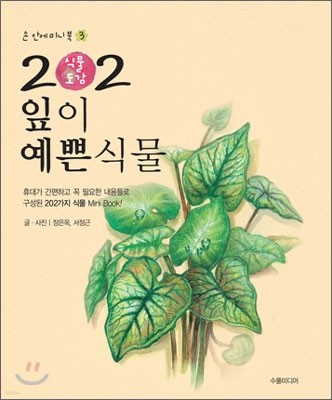 손 안에 미니 북 3
202
식물
도감
잎이
예쁜식물
휴대가 간편하고 꼭 필요한 내용들로
구성된 202가지 식물 Mini Book!
글·사진 | 장은옥, 서정근
수풀미디어